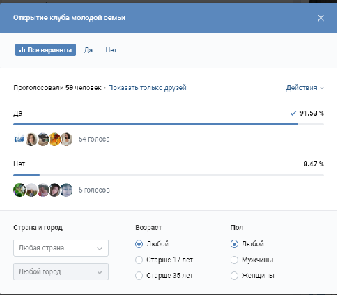 Открытие клуба молодой семьи
Все варианты Да Нет
Проголосовали 59 человек · Показать только друзей Действия
Да 91.53 %
54 голоса
Нет 8.47 %
5 голосов
Страна и город Возраст Пол
Любая страна Любой Любой
Старше 17 лет Мужчины
Любой город Старше 35 лет Женщины